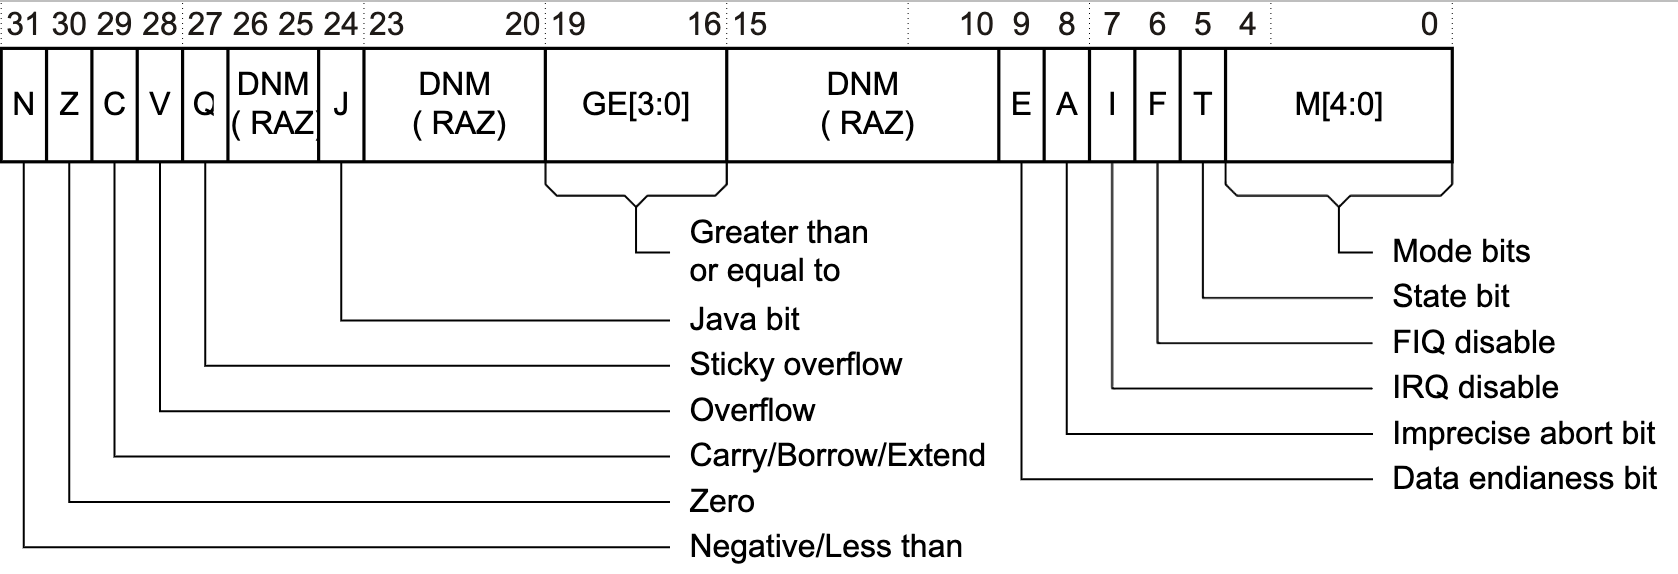 31 30 29 28 27 26 25 24 23 20 19 16 15 10 9 8 7 6 5 4 0
N Z C V Q DNM ( RAZ) J DNM ( RAZ) GE[3:0] DNM ( RAZ) E A I F T M[4:0]
Greater than
or equal to
Java bit
Sticky overflow
Overflow
Carry/Borrow/Extend
Zero
Negative/Less than
Mode bits
State bit
FIQ disable
IRQ disable
Imprecise abort bit
Data endianess bit